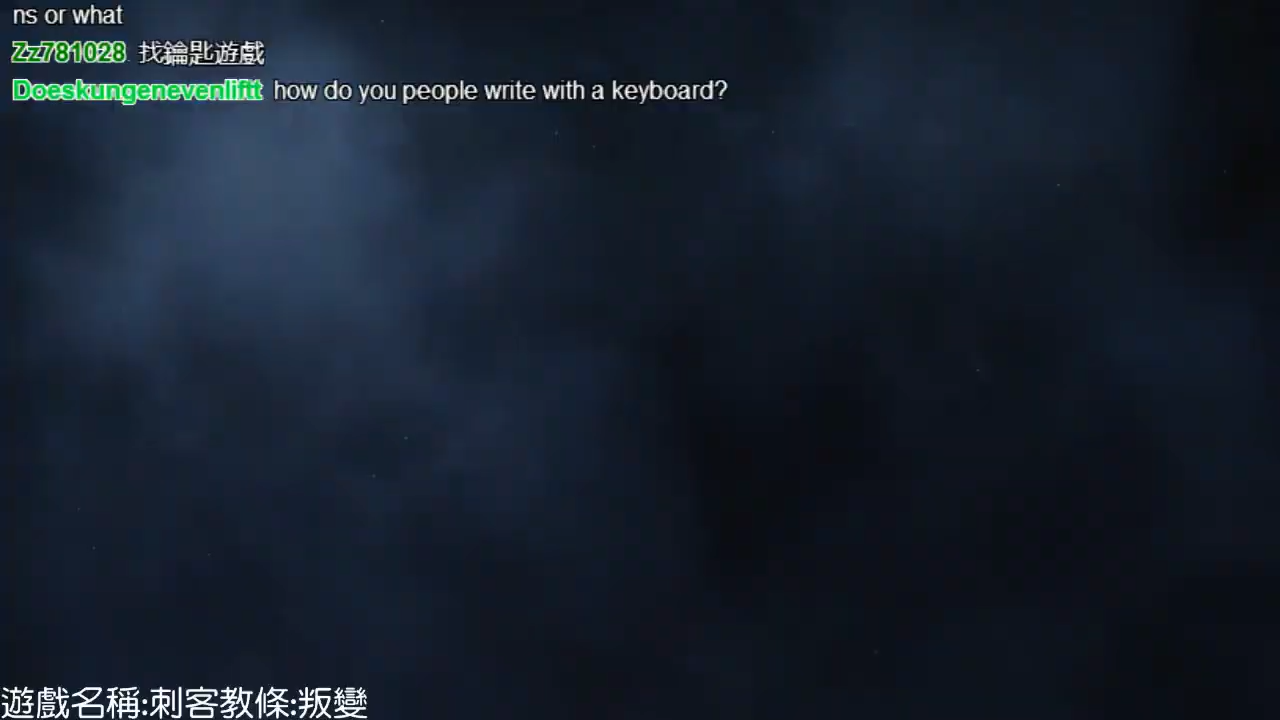 ns or what
Zz781028 找鑰匙遊戲
Doeskungenevenliftt how do you people write with a keyboard?
遊戲名稱:刺客教條:叛變